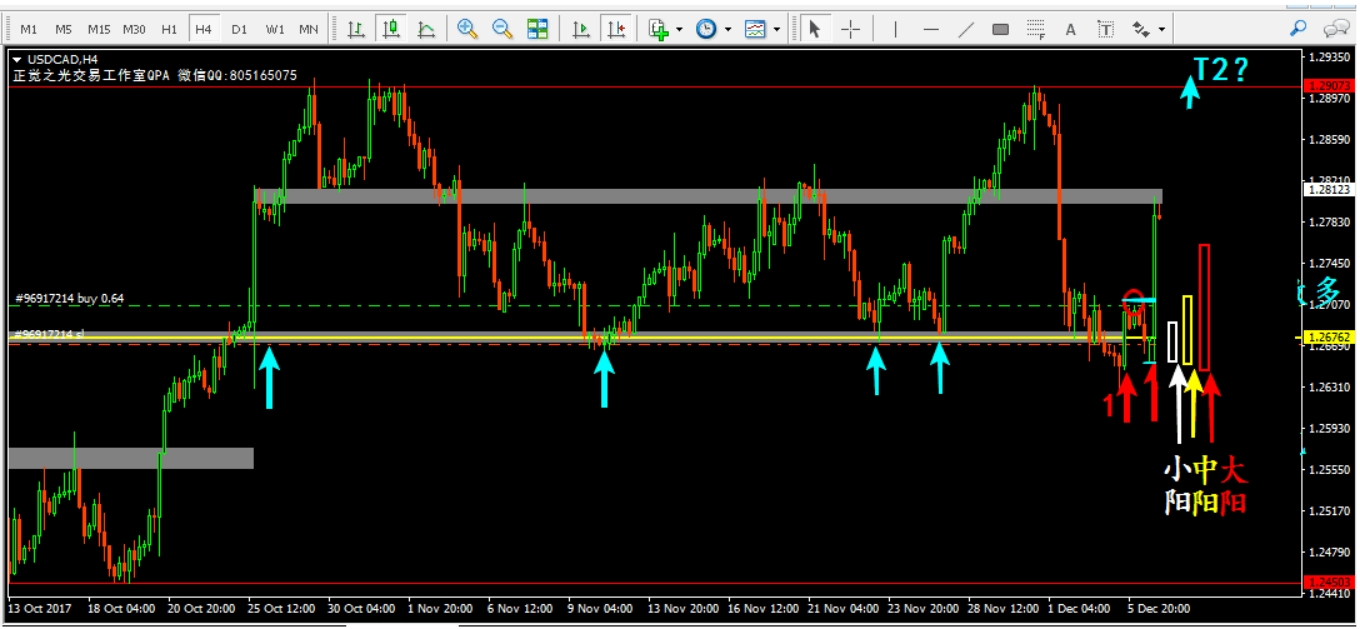 M1 M5 M15 M30 H1 H4 D1 W1 MN
A T
USDCAD,H4
正觉之光交易工作室QPA 微信QQ:805165075
T2?
1.29350
1.29073
1.28970
1.28590
1.28210
1.28123
1.27830
1.27450
#96917214 buy 0.64
多
1.27070
#96917214 sl
1.26762
1.26690
1.26310
1
1.25930
小 中 大
阳 阳 阳
1.25550
1.25170
1.24790
1.24503
1.24410
13 Oct 2017 18 Oct 04:00 20 Oct 20:00 25 Oct 12:00 30 Oct 04:00 1 Nov 20:00 6 Nov 12:00 9 Nov 04:00 13 Nov 20:00 16 Nov 12:00 21 Nov 04:00 23 Nov 20:00 28 Nov 12:00 1 Dec 04:00 5 Dec 20:00